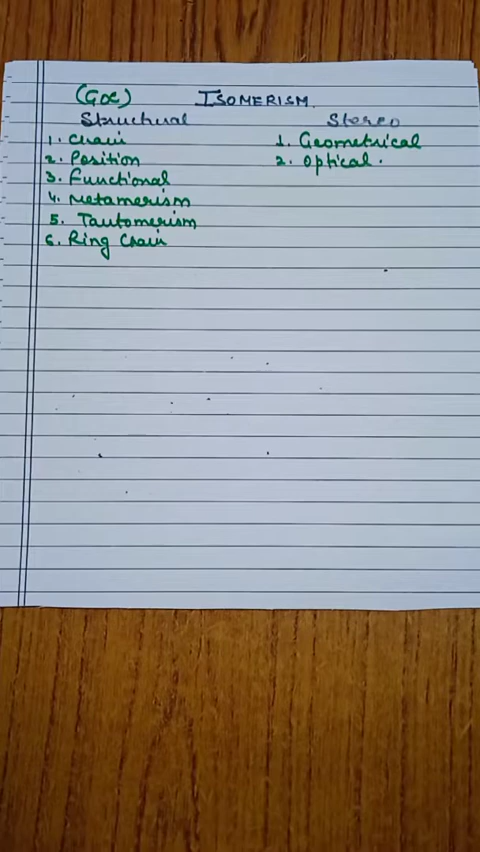 (GOC) ISOMERISM.
Structural Stereo
1. Chain 1. Geometrical
2. Position 2. Optical.
3. Functional
4. Metamerism
5. Tautomerism
6. Ring Chain